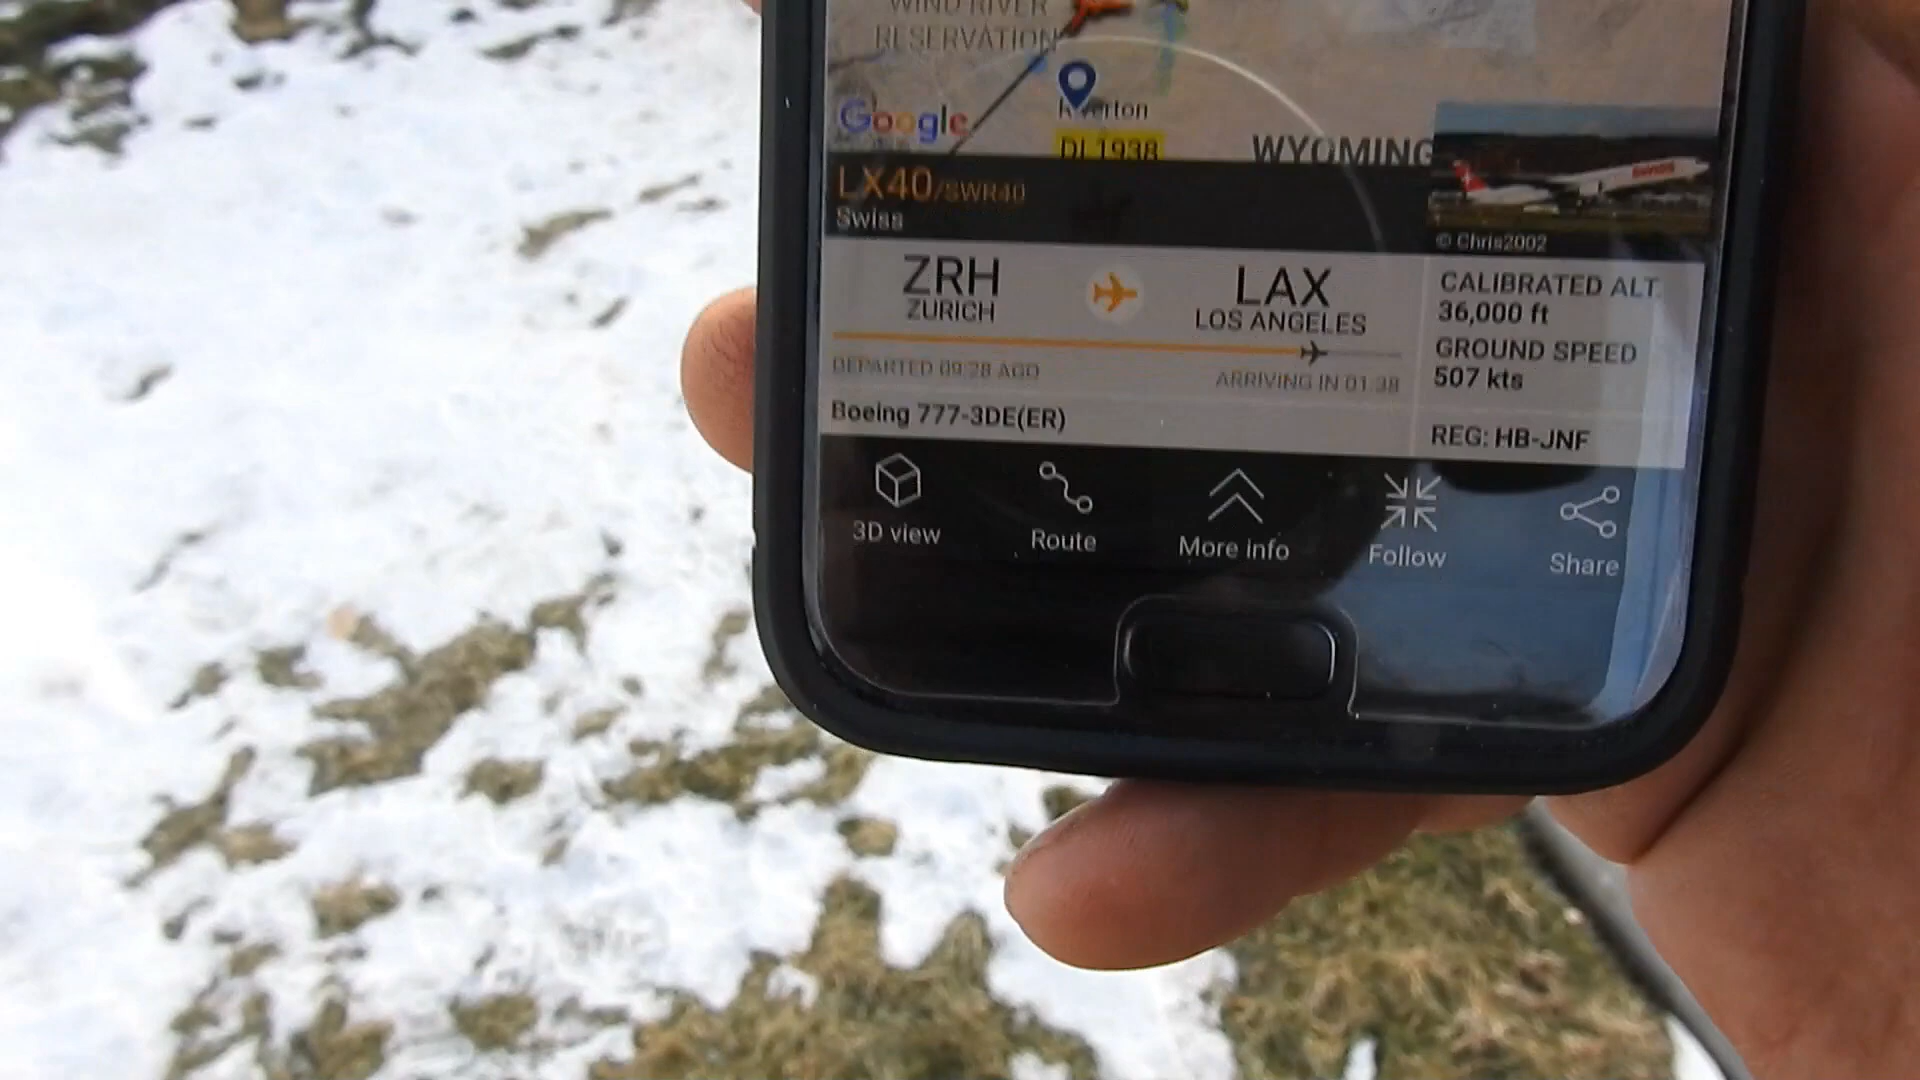 WIND RIVER
RESERVATION
Riverton
Google
DL1938
WYOMING
LX40/SWR40
Swiss
© Chris2002
ZRH
ZURICH
LAX
LOS ANGELES
CALIBRATED ALT.
36,000 ft
GROUND SPEED
507 kts
DEPARTED 09:28 AGO
ARRIVING IN 01:38
Boeing 777-3DE(ER)
REG: HB-JNF
3D view
Route
More info
Follow
Share